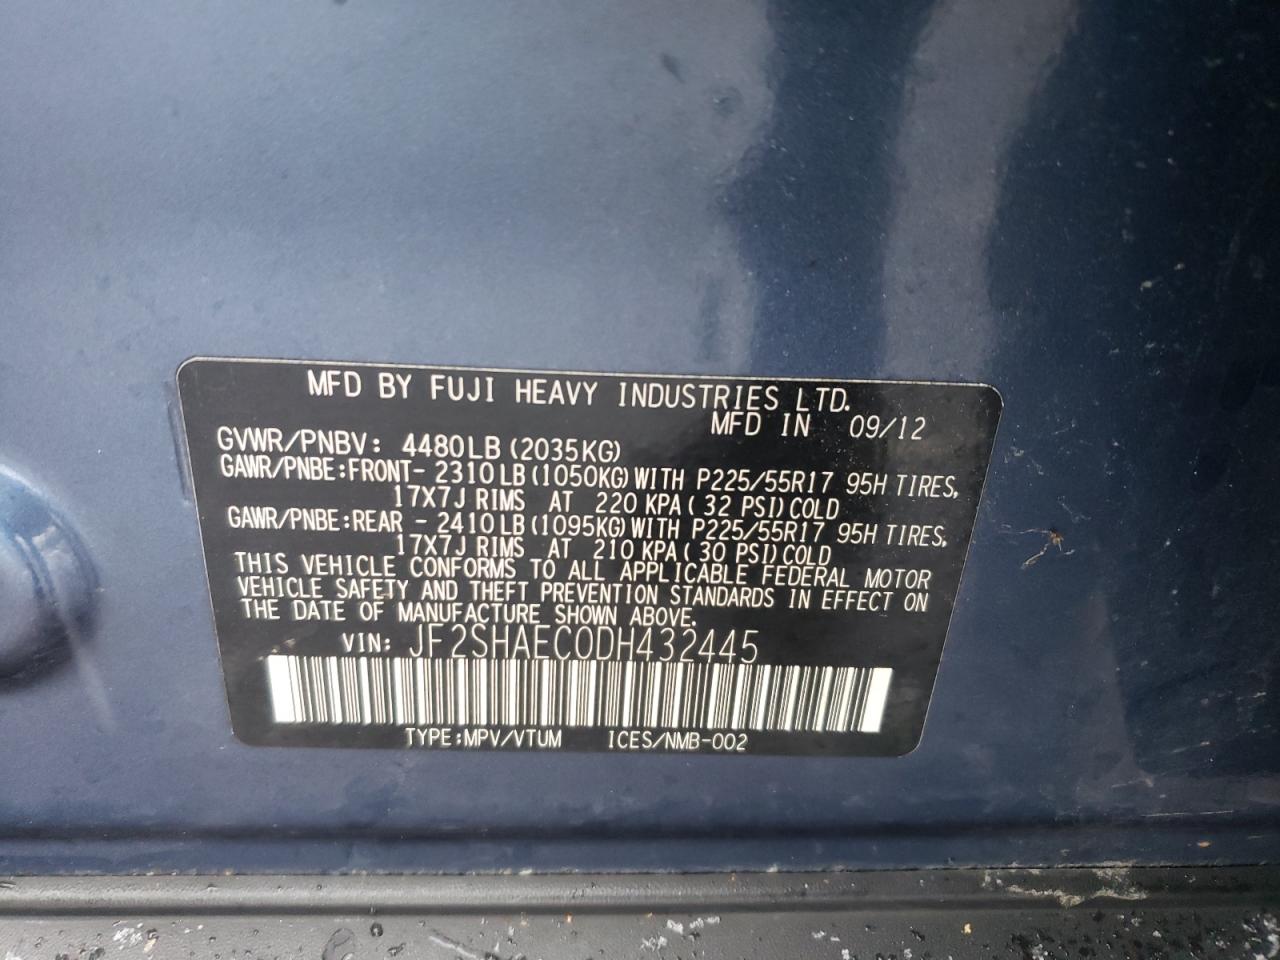 MFD BY FUJI HEAVY INDUSTRIES LTD.
MFD IN 09/12
GVWR/PNBV: 4480LB (2035KG)
GAWR/PNBE:FRONT- 2310LB (1050KG) WITH P225/55R17 95H TIRES,
17X7J RIMS AT 220 KPA ( 32 PSI) COLD
GAWR/PNBE:REAR - 2410LB (1095KG) WITH P225/55R17 95H TIRES,
17X7J RIMS AT 210 KPA ( 30 PSI) COLD
THIS VEHICLE CONFORMS TO ALL APPLICABLE FEDERAL MOTOR
VEHICLE SAFETY AND THEFT PREVENTION STANDARDS IN EFFECT ON
THE DATE OF MANUFACTURE SHOWN ABOVE.
VIN: JF2SHAEC0DH432445
TYPE:MPV/VTUM ICES/NMB-002